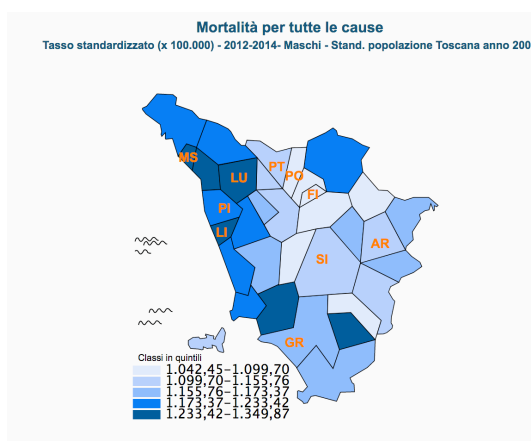 Mortalità per tutte le cause
Tasso standardizzato (x 100.000) - 2012-2014- Maschi - Stand. popolazione Toscana anno 200
MS
LU
PT
PO
FI
PI
LI
AR
SI
GR
Classi in quintili
1.042,45-1.099,70
1.099,70-1.155,76
1.155,76-1.173,37
1.173,37-1.233,42
1.233,42-1.349,87